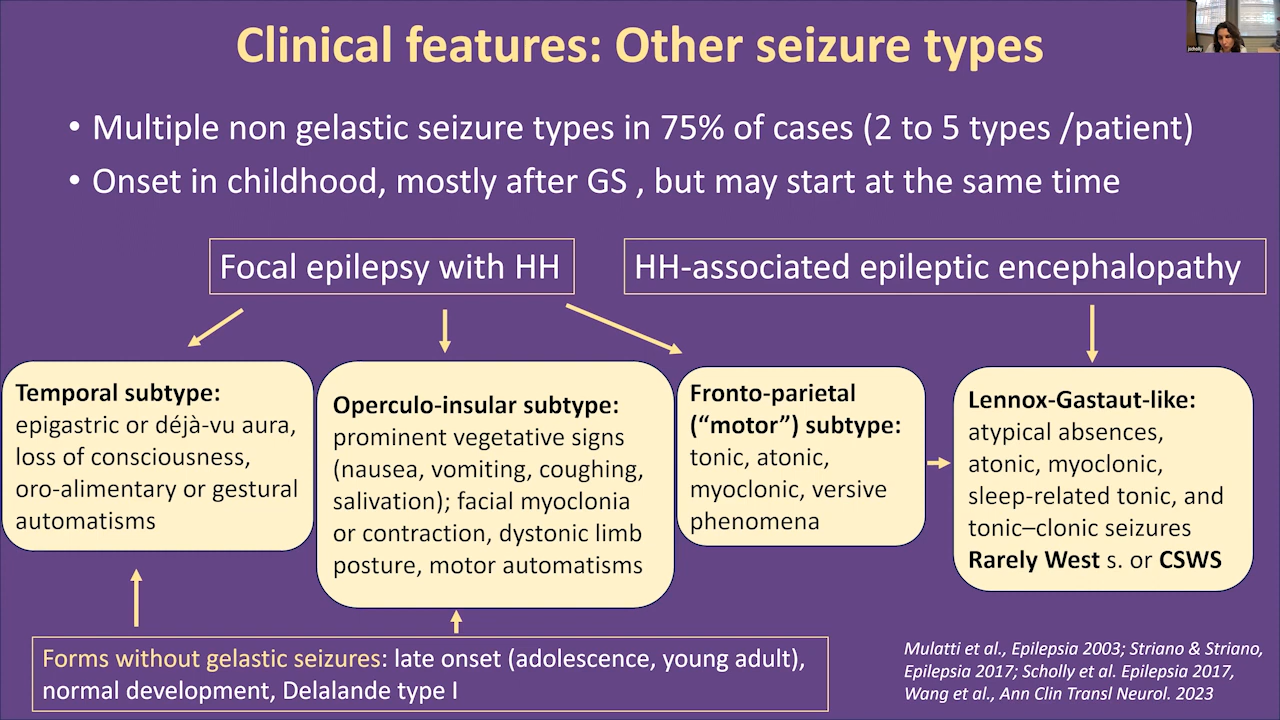 Clinical features: Other seizure types
jscholly
• Multiple non gelastic seizure types in 75% of cases (2 to 5 types /patient)
• Onset in childhood, mostly after GS , but may start at the same time
Focal epilepsy with HH
HH-associated epileptic encephalopathy
Temporal subtype:
epigastric or déjà-vu aura,
loss of consciousness,
oro-alimentary or gestural
automatisms
Operculo-insular subtype:
prominent vegetative signs
(nausea, vomiting, coughing,
salivation); facial myoclonia
or contraction, dystonic limb
posture, motor automatisms
Fronto-parietal
(“motor”) subtype:
tonic, atonic,
myoclonic, versive
phenomena
Lennox-Gastaut-like:
atypical absences,
atonic, myoclonic,
sleep-related tonic, and
tonic–clonic seizures
Rarely West s. or CSWS
Forms without gelastic seizures: late onset (adolescence, young adult),
normal development, Delalande type I
Mulatti et al., Epilepsia 2003; Striano & Striano,
Epilepsia 2017; Scholly et al. Epilepsia 2017,
Wang et al., Ann Clin Transl Neurol. 2023